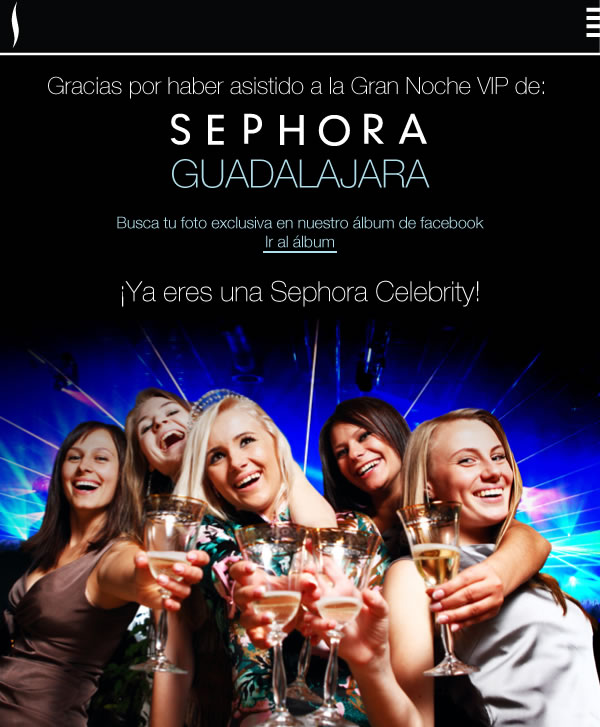 Gracias por haber asistido a la Gran Noche VIP de:
SEPHORA
GUADALAJARA
Busca tu foto exclusiva en nuestro álbum de facebook
Ir al álbum
¡Ya eres una Sephora Celebrity!